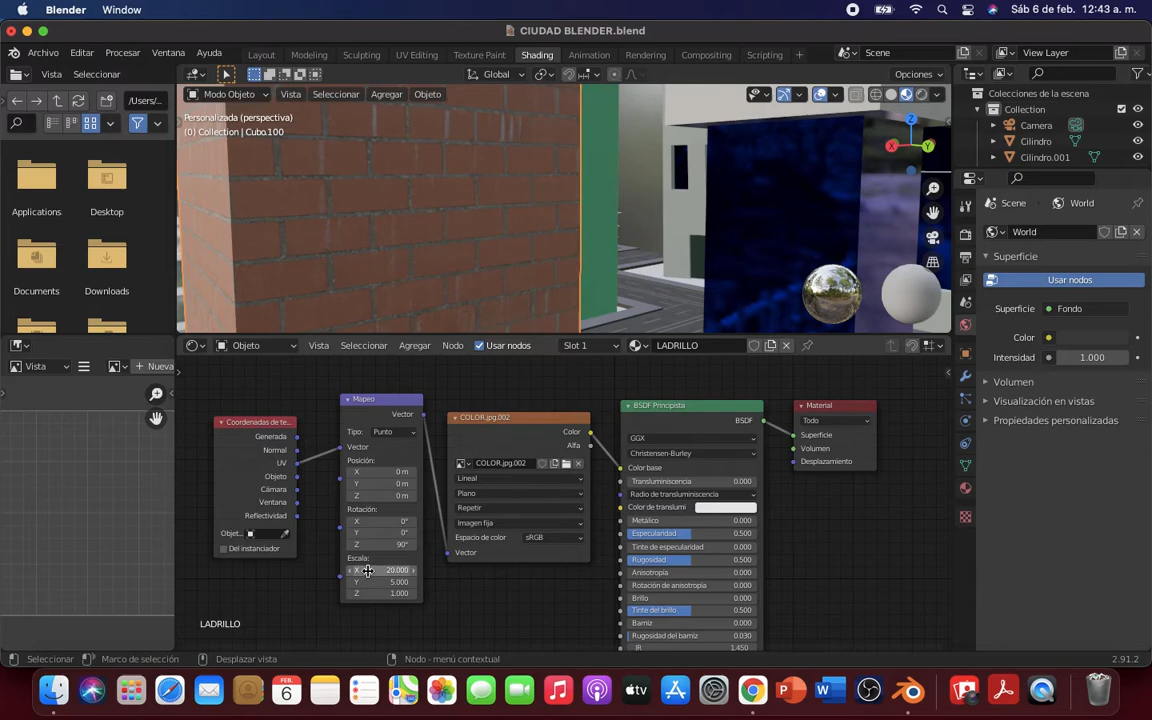 Blender Window Sáb 6 de feb. 12:43 a. m.
CIUDAD BLENDER.blend
Archivo Editar Procesar Ventana Ayuda Layout Modeling Sculpting UV Editing Texture Paint Shading Animation Rendering Compositing Scripting + Scene View Layer
Vista Seleccionar Global Opciones
/Users/... Modo Objeto Vista Seleccionar Agregar Objeto
Personalizada (perspectiva)
(0) Collection | Cubo.100
Z
X Y
Applications Desktop
Documents Downloads
Colecciones de la escena
Collection
Camera
Cilindro
Cilindro.001
Scene World
World
Superficie
Usar nodos
Superficie Fondo
Color
Intensidad 1.000
Volumen
Visualización en vistas
Propiedades personalizadas
Vista + Nueva
Objeto Vista Seleccionar Agregar Nodo Usar nodos Slot 1 LADRILLO
Coordenadas de te...
Generada
Normal
UV
Objeto
Cámara
Ventana
Reflectividad
Objet...
Del instanciador
Mapeo
Vector
Tipo: Punto
Vector
Posición:
X 0 m
Y 0 m
Z 0 m
Rotación:
X 0°
Y 0°
Z 90°
Escala:
X 20.000
Y 5.000
Z 1.000
COLOR.jpg.002
Color
Alfa
COLOR.jpg.002
Lineal
Plano
Repetir
Imagen fija
Espacio de color sRGB
Vector
BSDF Principista
BSDF
GGX
Christensen-Burley
Color base
Transluminiscencia 0.000
Radio de transluminiscencia
Color de translumi
Metálico 0.000
Especularidad 0.500
Tinte de especularidad 0.000
Rugosidad 0.500
Anisotropía 0.000
Rotación de anisotropía 0.000
Brillo 0.000
Tinte del brillo 0.500
Barniz 0.000
Rugosidad del barniz 0.030
IR 1.450
Material
Todo
Superficie
Volumen
Desplazamiento
LADRILLO
Seleccionar Marco de selección Desplazar vista Nodo - menú contextual 2.91.2
FEB
6
tv